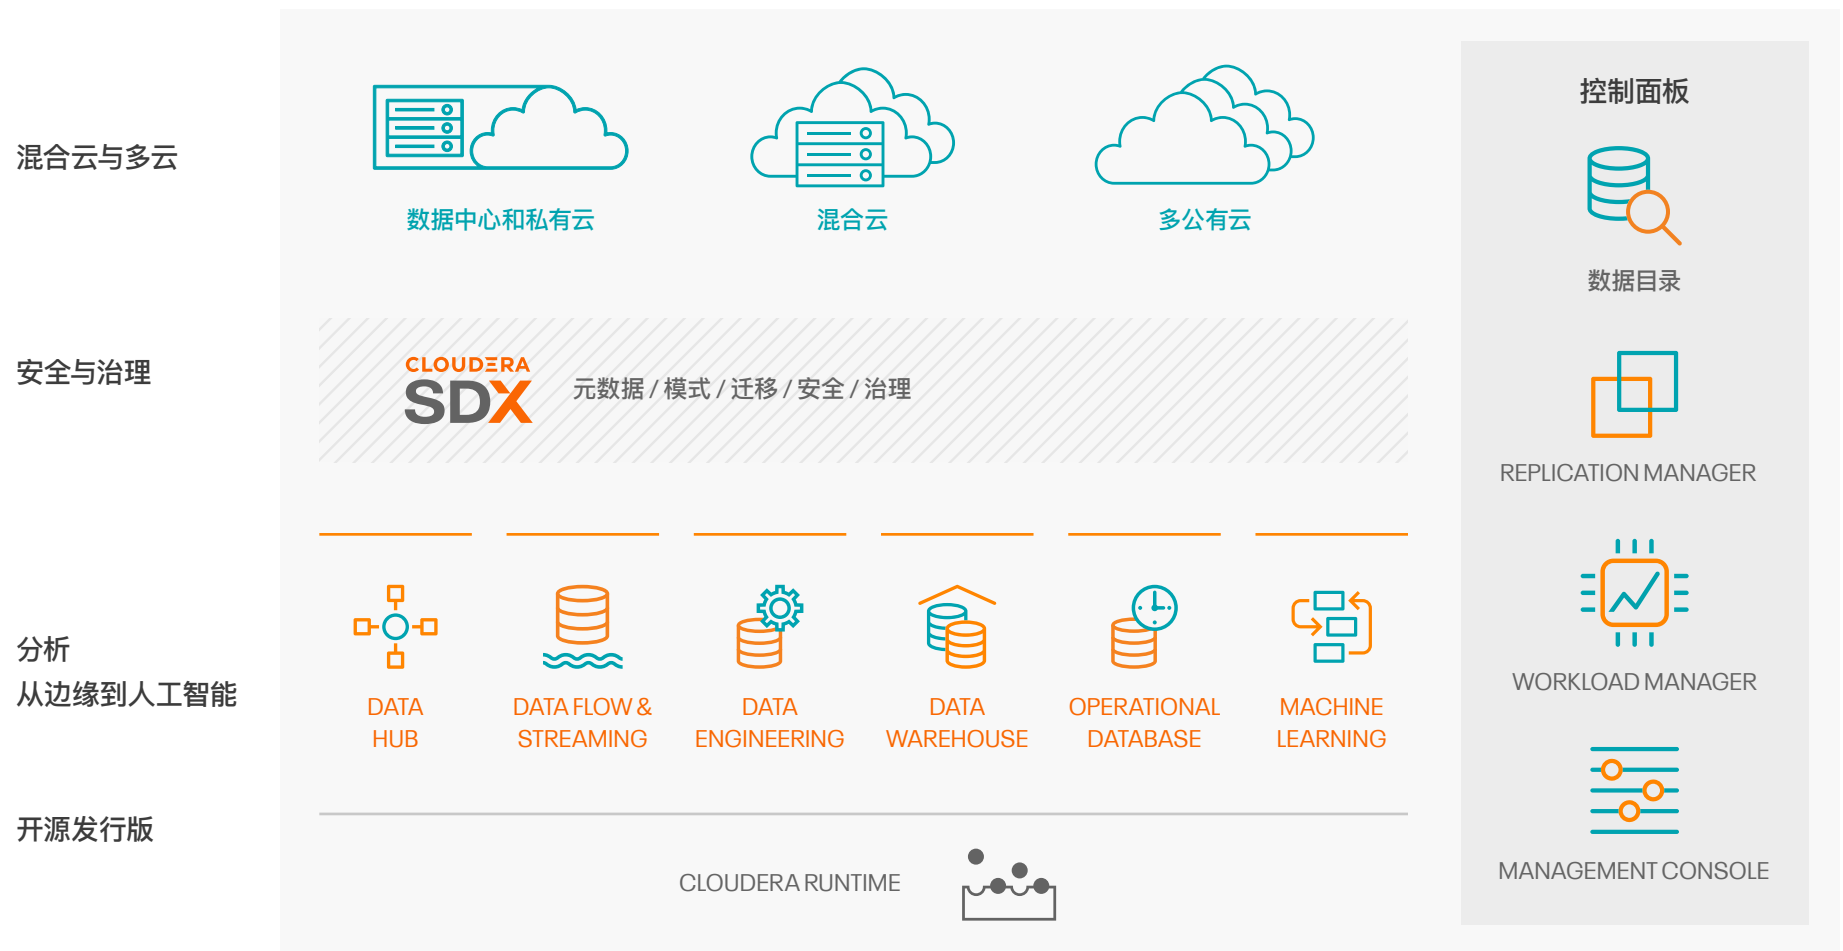 混合云与多云
数据中心和私有云
混合云
多公有云
安全与治理
CLOUDERA
SDX
元数据 / 模式 / 迁移 / 安全 / 治理
分析
从边缘到人工智能
DATA
HUB
DATA FLOW &
STREAMING
DATA
ENGINEERING
DATA
WAREHOUSE
OPERATIONAL
DATABASE
MACHINE
LEARNING
开源发行版
CLOUDERA RUNTIME
控制面板
数据目录
REPLICATION MANAGER
WORKLOAD MANAGER
MANAGEMENT CONSOLE